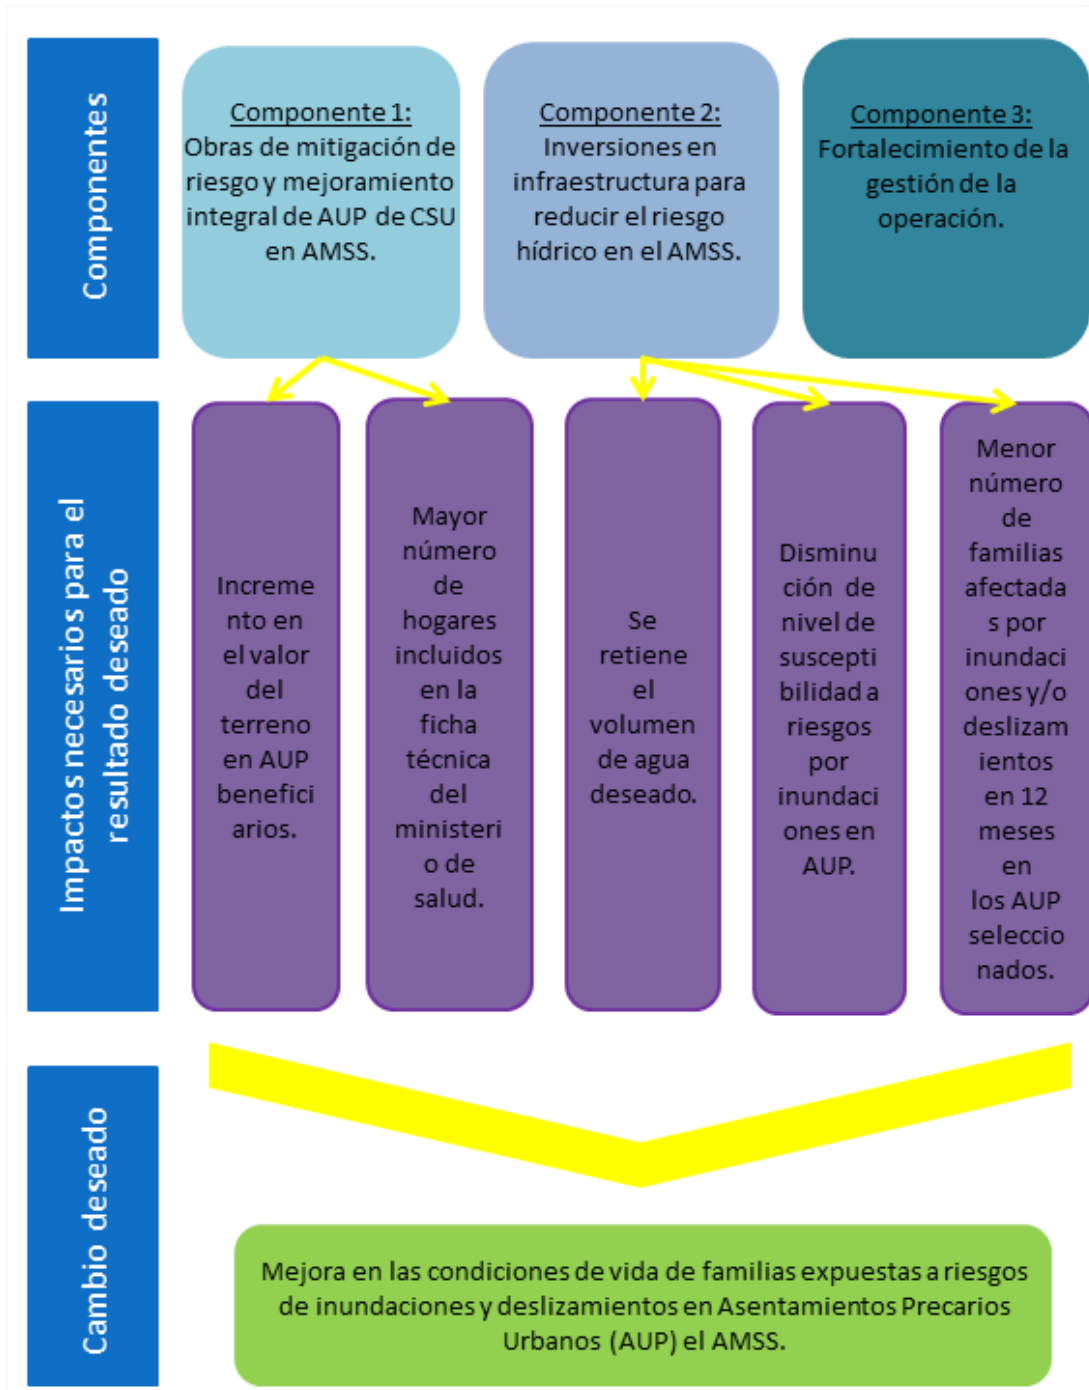 Componentes
Componente 1:
Obras de mitigación de
riesgo y mejoramiento
integral de AUP de CSU
en AMSS.
Componente 2:
Inversiones en
infraestructura para
reducir el riesgo
hídrico en el AMSS.
Componente 3:
Fortalecimiento de la
gestión de la
operación.
Impactos necesarios para el
resultado deseado
Increme
nto en
el valor
del
terreno
en AUP
benefici
arios.
Mayor
número
de
hogares
incluidos
en la
ficha
técnica
del
ministeri
o de
salud.
Se
retiene
el
volumen
de agua
deseado.
Disminu
ción de
nivel de
suscepti
bilidad a
riesgos
por
inundaci
ones en
AUP.
Menor
número
de
familias
afectada
s por
inundaci
ones y/o
deslizam
ientos
en 12
meses
en
los AUP
seleccio
nados.
Cambio deseado
Mejora en las condiciones de vida de familias expuestas a riesgos
de inundaciones y deslizamientos en Asentamientos Precarios
Urbanos (AUP) el AMSS.